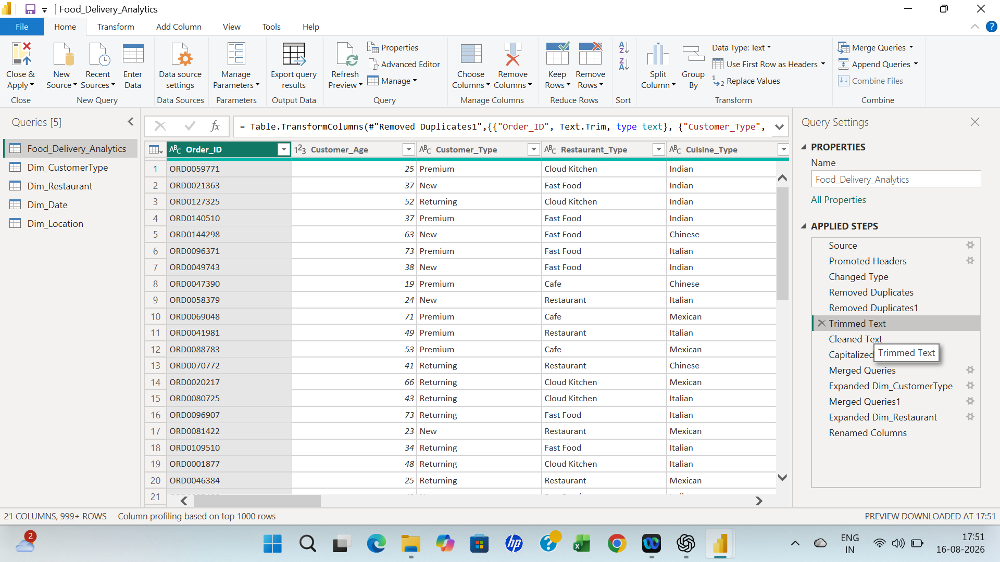 Food_Delivery_Analytics
File Home Transform Add Column View Tools Help
Close & Apply
Close
New Source
Recent Sources
Enter Data
New Query
Data source settings
Data Sources
Manage Parameters
Parameters
Export query results
Output Data
Refresh Preview
Properties
Advanced Editor
Manage
Query
Choose Columns
Remove Columns
Manage Columns
Keep Rows
Remove Rows
Reduce Rows
Sort
Split Column
Group By
Data Type: Text
Use First Row as Headers
Replace Values
Transform
Merge Queries
Append Queries
Combine Files
Combine
Queries [5]
Food_Delivery_Analytics
Dim_CustomerType
Dim_Restaurant
Dim_Date
Dim_Location
fx
= Table.TransformColumns(#"Removed Duplicates1",{{"Order_ID", Text.Trim, type text}, {"Customer_Type",
Order_ID Customer_Age Customer_Type Restaurant_Type Cuisine_Type
1 ORD0059771 25 Premium Cloud Kitchen Indian
2 ORD0021363 37 New Fast Food Indian
3 ORD0127325 52 Returning Cloud Kitchen Indian
4 ORD0140510 37 Premium Fast Food Indian
5 ORD0144298 63 New Fast Food Chinese
6 ORD0096371 73 Premium Fast Food Italian
7 ORD0049743 38 New Fast Food Indian
8 ORD0047390 19 Premium Cafe Chinese
9 ORD0058379 24 New Restaurant Italian
10 ORD0069048 71 Premium Cafe Mexican
11 ORD0041981 49 Premium Restaurant Italian
12 ORD0088783 53 Premium Cafe Mexican
13 ORD0070772 41 Returning Restaurant Chinese
14 ORD0020217 66 Returning Cloud Kitchen Mexican
15 ORD0080725 43 Returning Cloud Kitchen Italian
16 ORD0096907 73 Returning Fast Food Italian
17 ORD0081422 23 New Restaurant Mexican
18 ORD0109510 34 Returning Fast Food Italian
19 ORD0001877 48 Returning Cloud Kitchen Italian
20 ORD0046384 25 Returning Restaurant Mexican
21
Query Settings
PROPERTIES
Name
Food_Delivery_Analytics
All Properties
APPLIED STEPS
Source
Promoted Headers
Changed Type
Removed Duplicates
Removed Duplicates1
Trimmed Text
Cleaned Text
Capitalized
Trimmed Text
Merged Queries
Expanded Dim_CustomerType
Merged Queries1
Expanded Dim_Restaurant
Renamed Columns
21 COLUMNS, 999+ ROWS Column profiling based on top 1000 rows
PREVIEW DOWNLOADED AT 17:51
2
ENG
IN
17:51
16-08-2026